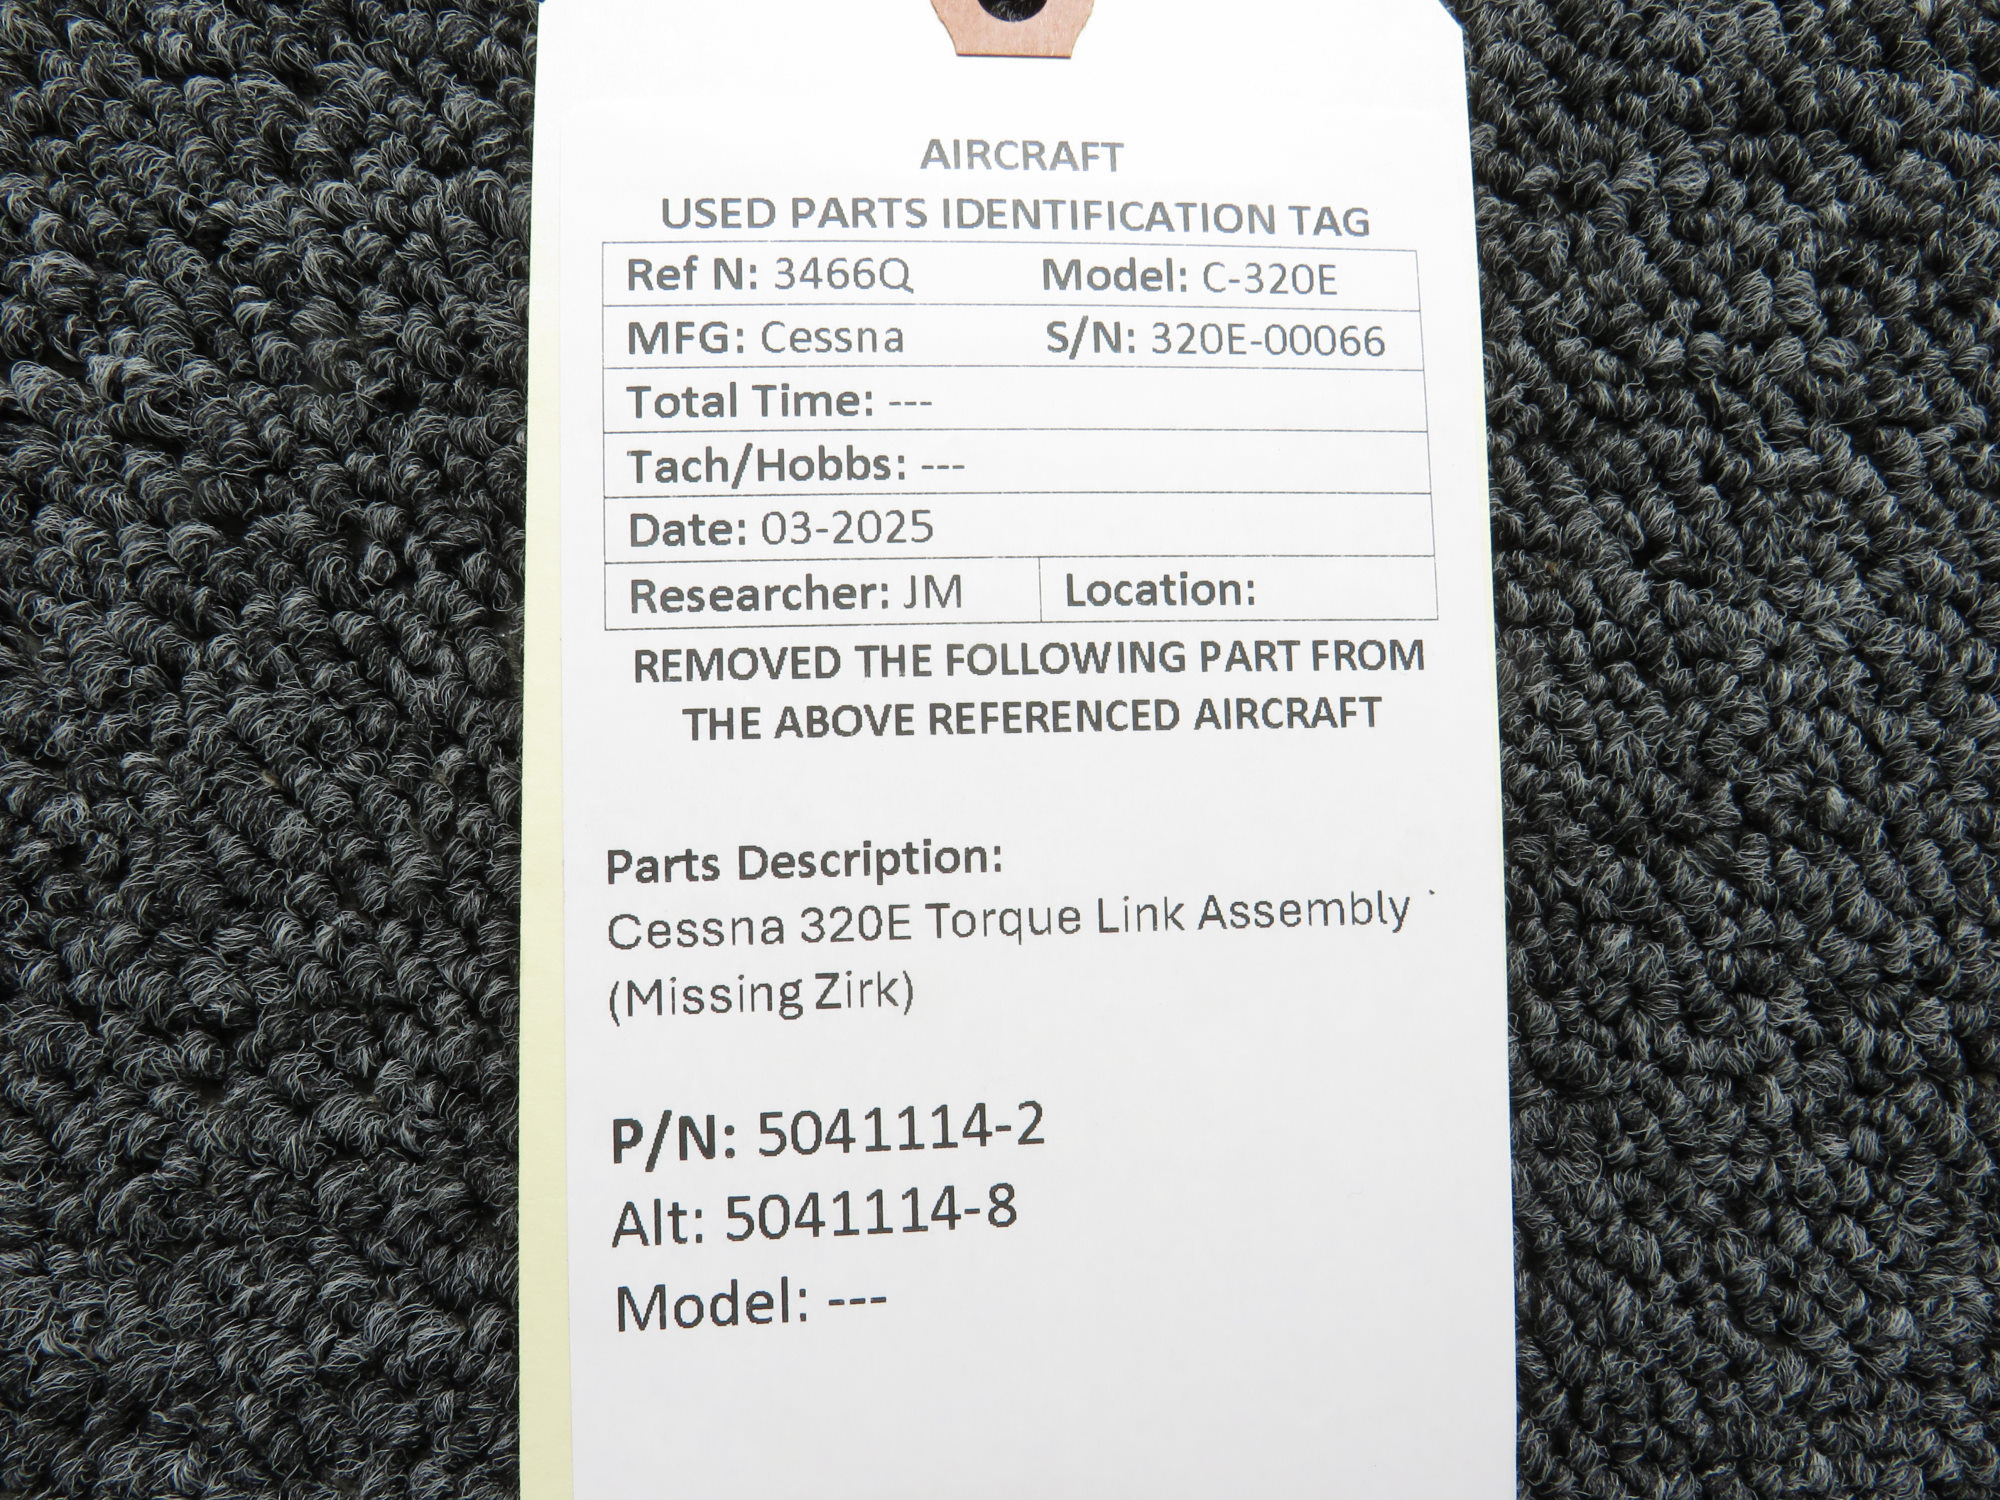 AIRCRAFT
USED PARTS IDENTIFICATION TAG
Ref N: 3466Q Model: C-320E
MFG: Cessna S/N: 320E-00066
Total Time: ---
Tach/Hobbs: ---
Date: 03-2025
Researcher: JM Location:
REMOVED THE FOLLOWING PART FROM
THE ABOVE REFERENCED AIRCRAFT
Parts Description:
Cessna 320E Torque Link Assembly
(Missing Zirk)
P/N: 5041114-2
Alt: 5041114-8
Model: ---